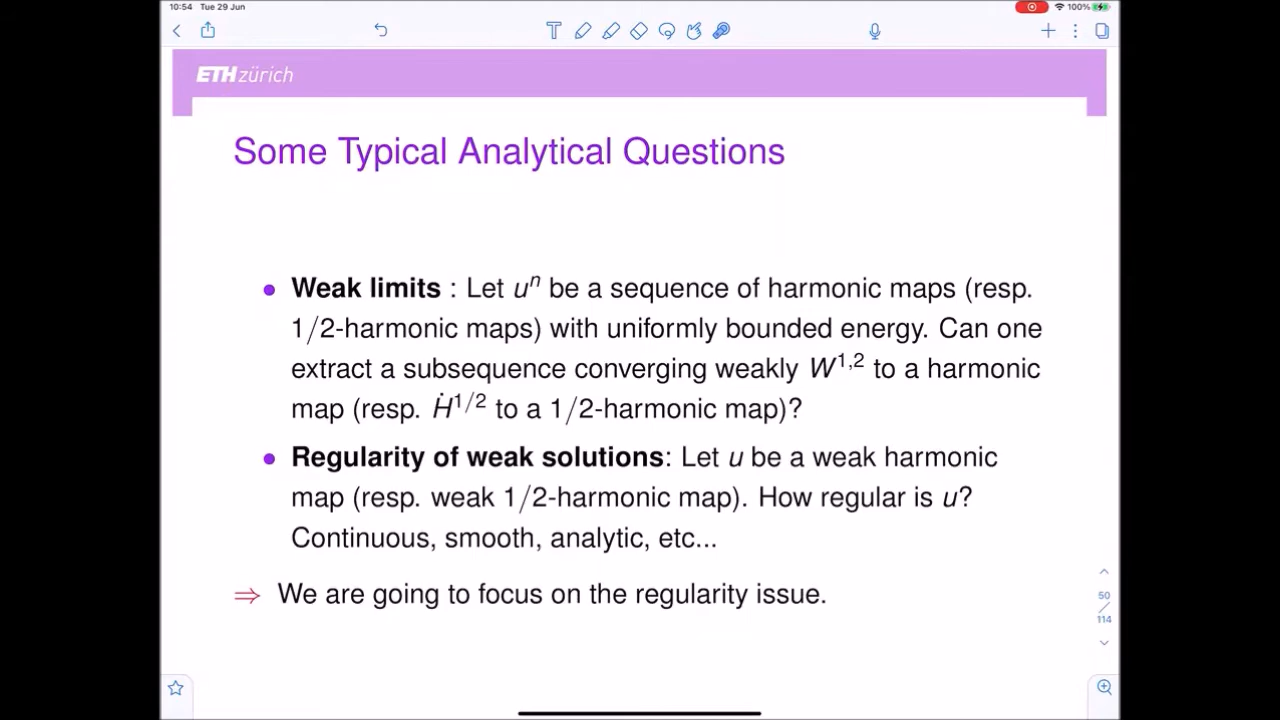 10:54 Tue 29 Jun 100%
ETH zürich
Some Typical Analytical Questions
• Weak limits : Let uⁿ be a sequence of harmonic maps (resp.
1/2-harmonic maps) with uniformly bounded energy. Can one
extract a subsequence converging weakly W¹,² to a harmonic
map (resp. Ḣ¹/² to a 1/2-harmonic map)?
• Regularity of weak solutions: Let u be a weak harmonic
map (resp. weak 1/2-harmonic map). How regular is u?
Continuous, smooth, analytic, etc...
⇒ We are going to focus on the regularity issue.
50
/
114